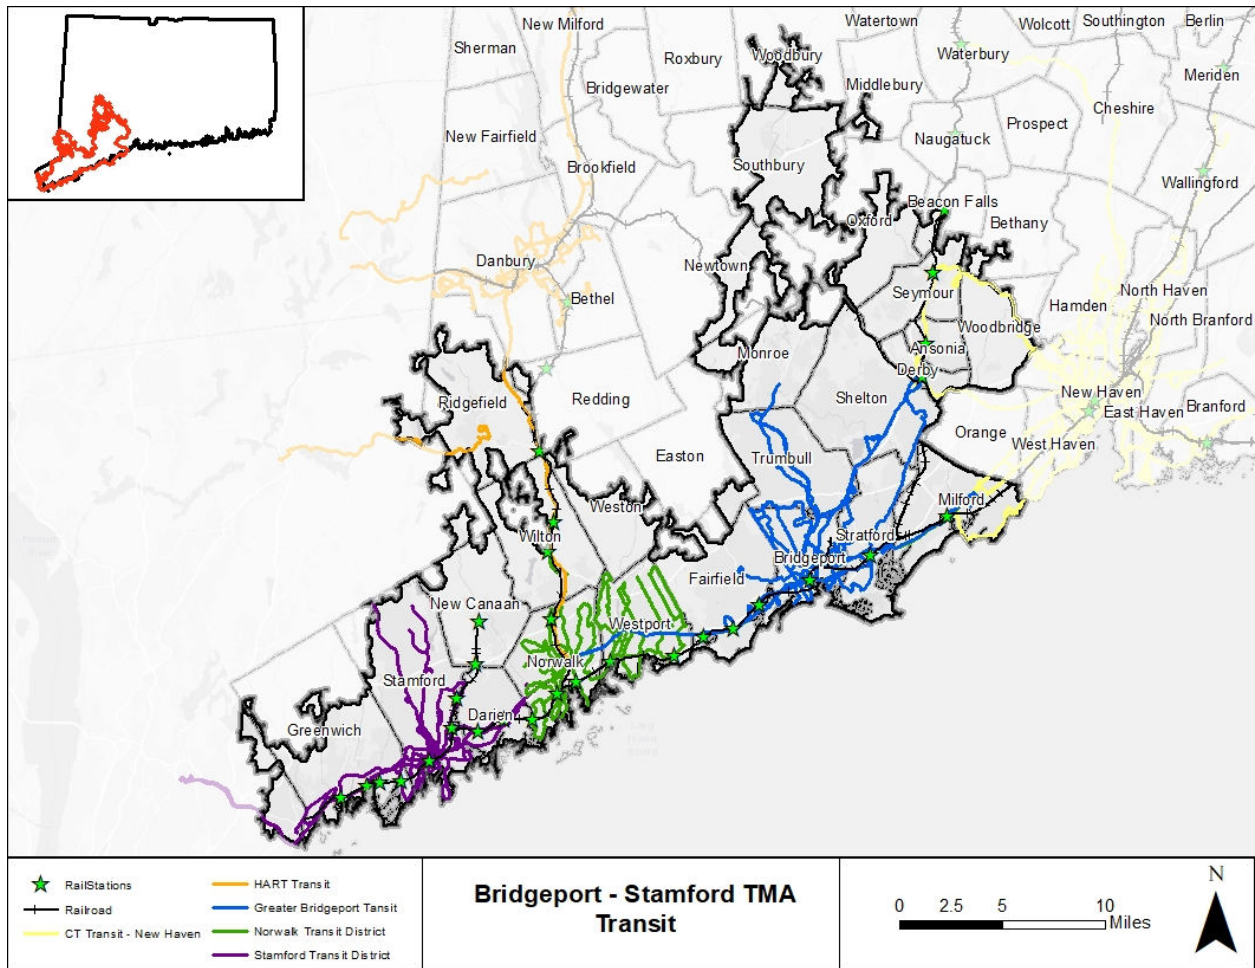 New Milford
Watertown
Wolcott
Southington
Berlin
Sherman
Roxbury
Woodbury
Middlebury
Waterbury
Meriden
Bridgewater
Cheshire
New Fairfield
Prospect
Naugatuck
Brookfield
Southbury
Wallingford
Beacon Falls
Oxford
Bethany
Danbury
Newtown
Bethel
Seymour
Hamden
North Haven
North Branford
Woodbridge
Ansonia
Monroe
Derby
Ridgefield
Redding
Shelton
New Haven
East Haven
Branford
Orange
West Haven
Trumbull
Easton
Weston
Milford
Wilton
Stratford
Bridgeport
Fairfield
New Canaan
Westport
Norwalk
Stamford
Darien
Greenwich
RailStations
Railroad
CT Transit - New Haven
HART Transit
Greater Bridgeport Tansit
Norwalk Transit District
Stamford Transit District
Bridgeport - Stamford TMA
Transit
0 2.5 5 10
Miles
N